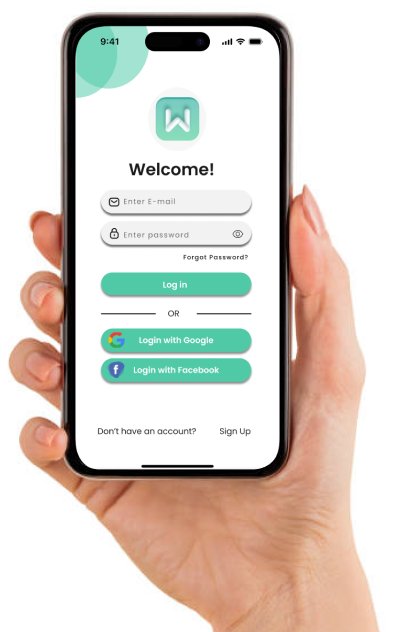 9:41
W
Welcome!
Enter E-mail
Enter password
Forgot Password?
Log in
OR
Login with Google
Login with Facebook
Don't have an account? Sign Up